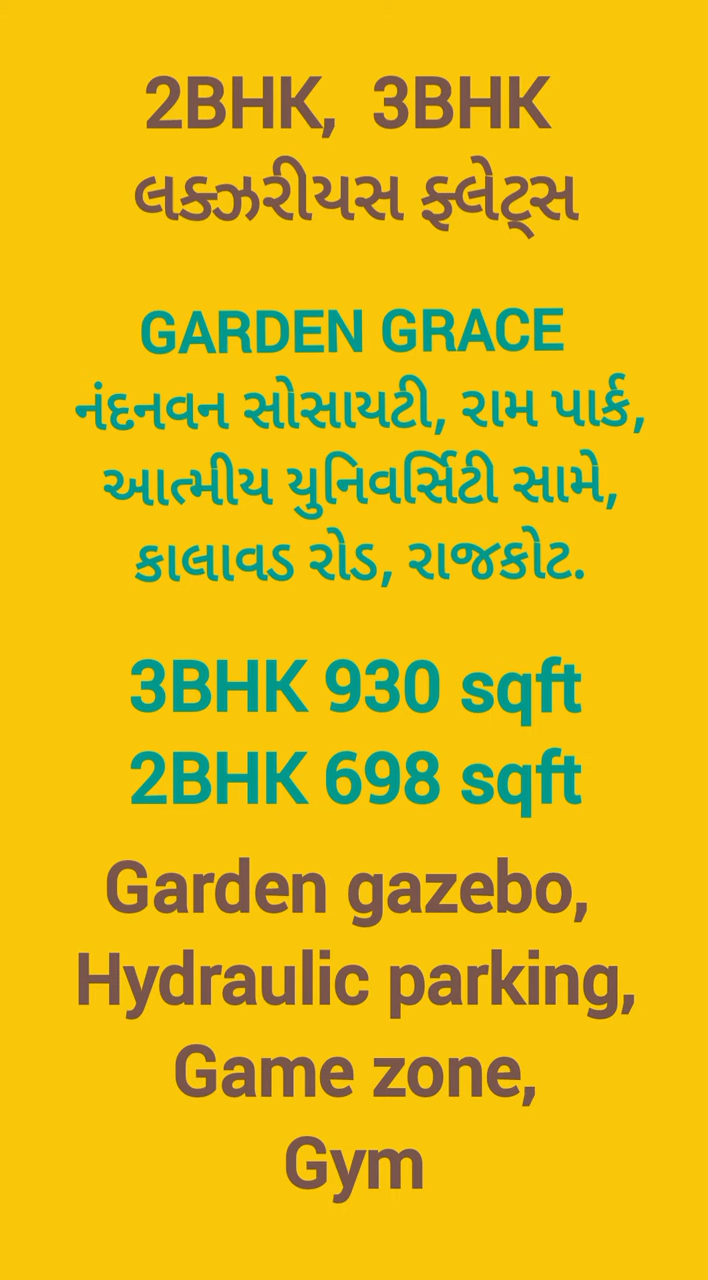 2BHK, 3BHK
લક્ઝરીયસ ફ્લેટ્સ
GARDEN GRACE
નંદનવન સોસાયટી, રામ પાર્ક,
આત્મીય યુનિવર્સિટી સામે,
કાલાવડ રોડ, રાજકોટ.
3BHK 930 sqft
2BHK 698 sqft
Garden gazebo,
Hydraulic parking,
Game zone,
Gym